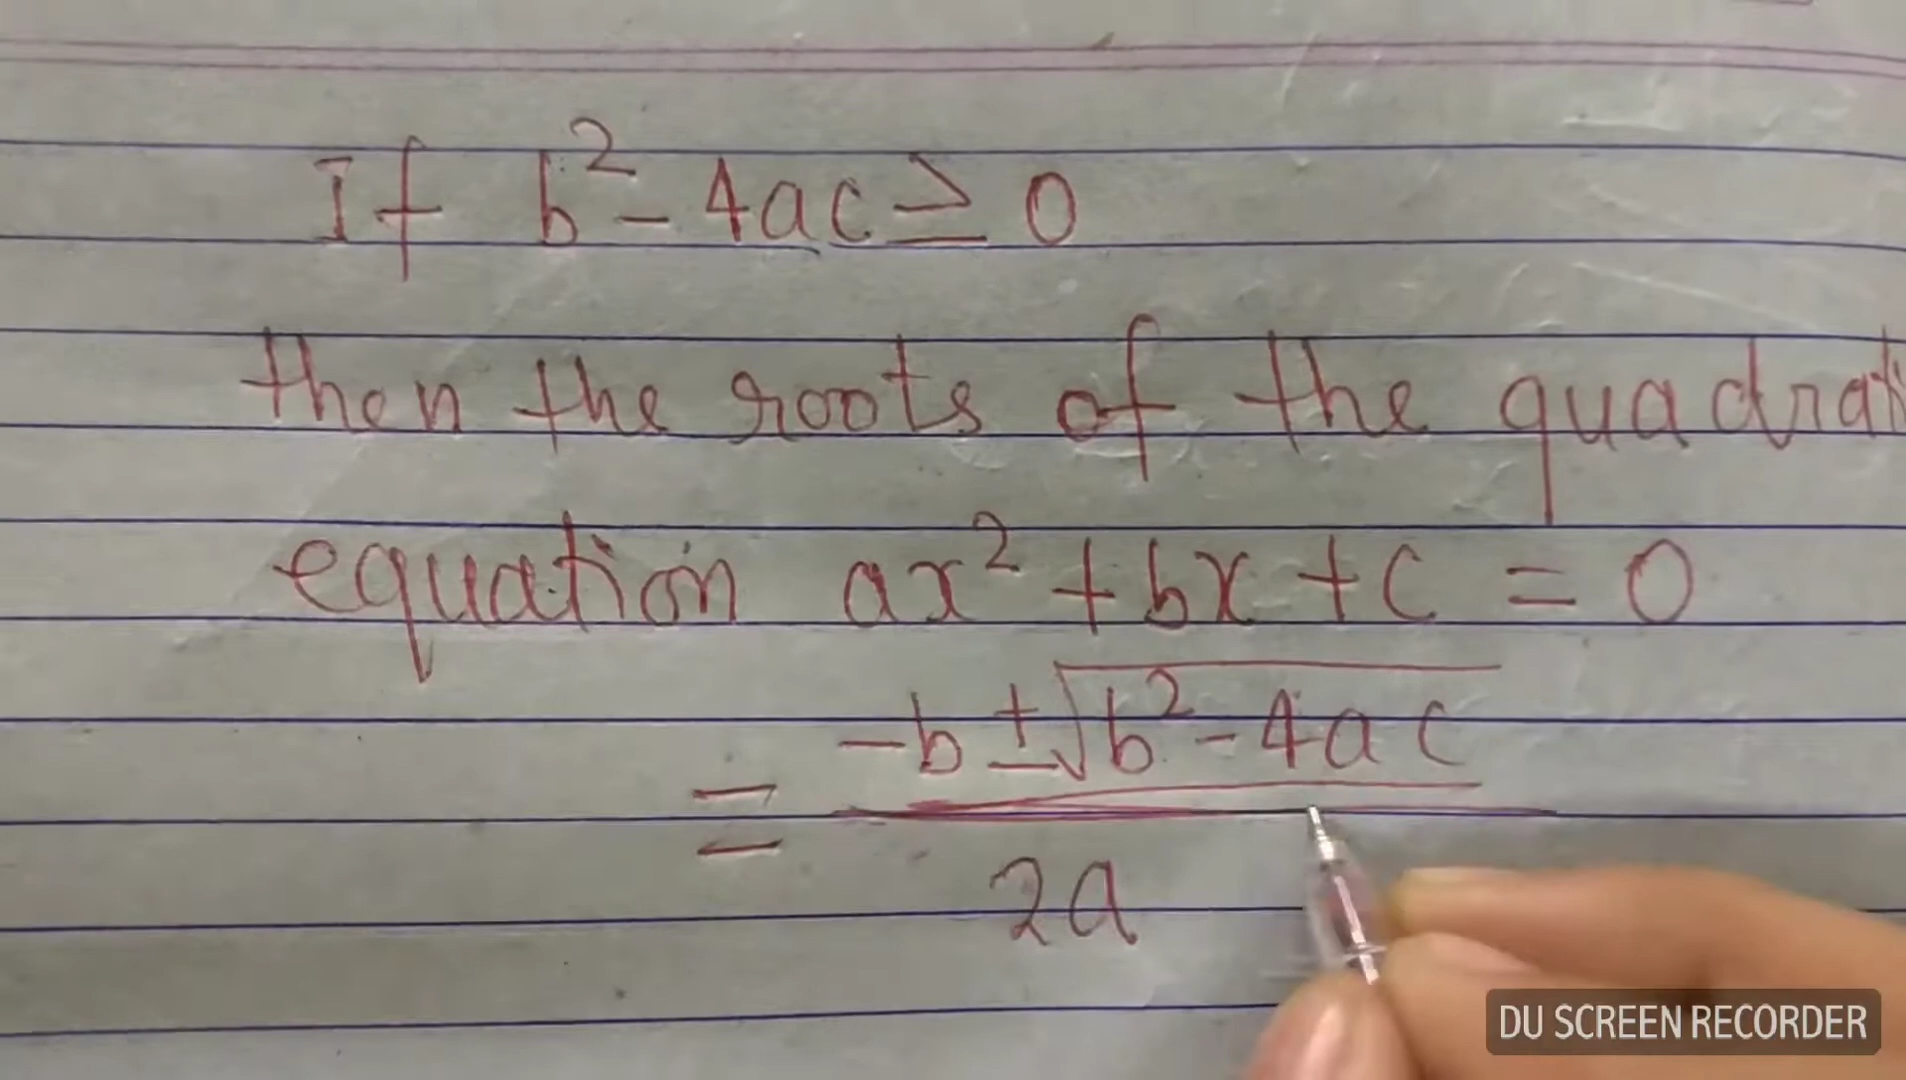 If b² - 4ac ≥ 0
then the roots of the quadrati
equation ax² + bx + c = 0
= -b ± √b² - 4ac
2a
DU SCREEN RECORDER